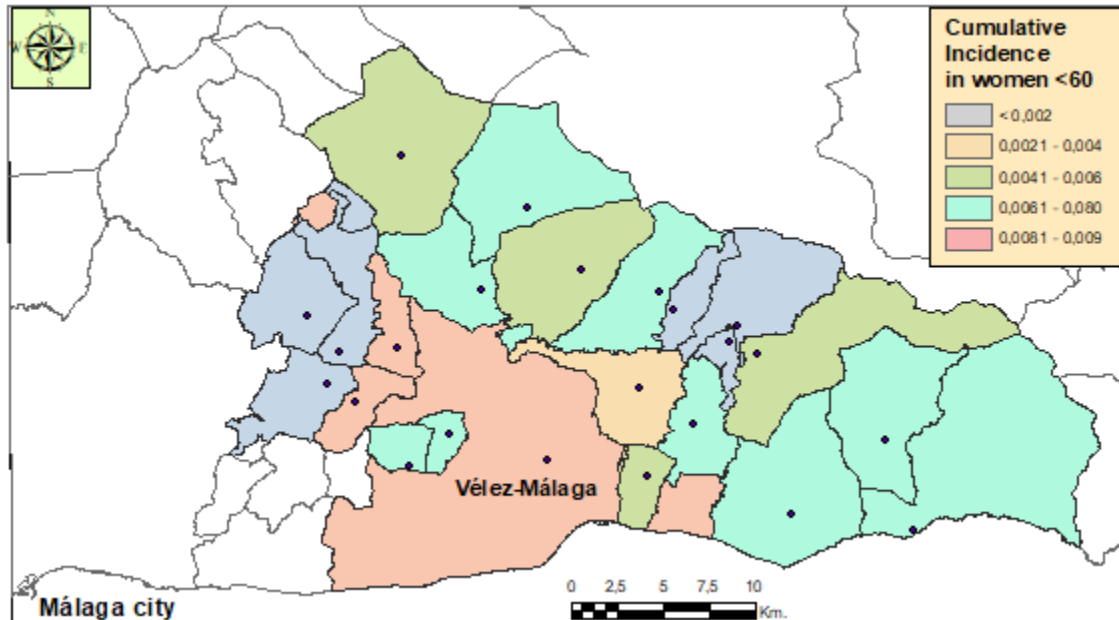 N
W E
S
Cumulative
Incidence
in women <60
<0,002
0,0021 - 0,004
0,0041 - 0,006
0,0061 - 0,080
0,0081 - 0,009
Vélez-Málaga
0 2,5 5 7,5 10
Km.
Málaga city